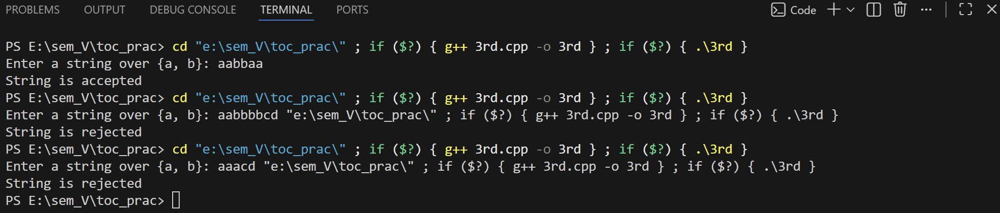 PROBLEMS OUTPUT DEBUG CONSOLE TERMINAL PORTS Code
PS E:\sem_V\toc_prac> cd "e:\sem_V\toc_prac\" ; if ($?) { g++ 3rd.cpp -o 3rd } ; if ($?) { .\3rd }
Enter a string over {a, b}: aabbaa
String is accepted
PS E:\sem_V\toc_prac> cd "e:\sem_V\toc_prac\" ; if ($?) { g++ 3rd.cpp -o 3rd } ; if ($?) { .\3rd }
Enter a string over {a, b}: aabbbbcd "e:\sem_V\toc_prac\" ; if ($?) { g++ 3rd.cpp -o 3rd } ; if ($?) { .\3rd }
String is rejected
PS E:\sem_V\toc_prac> cd "e:\sem_V\toc_prac\" ; if ($?) { g++ 3rd.cpp -o 3rd } ; if ($?) { .\3rd }
Enter a string over {a, b}: aaacd "e:\sem_V\toc_prac\" ; if ($?) { g++ 3rd.cpp -o 3rd } ; if ($?) { .\3rd }
String is rejected
PS E:\sem_V\toc_prac>